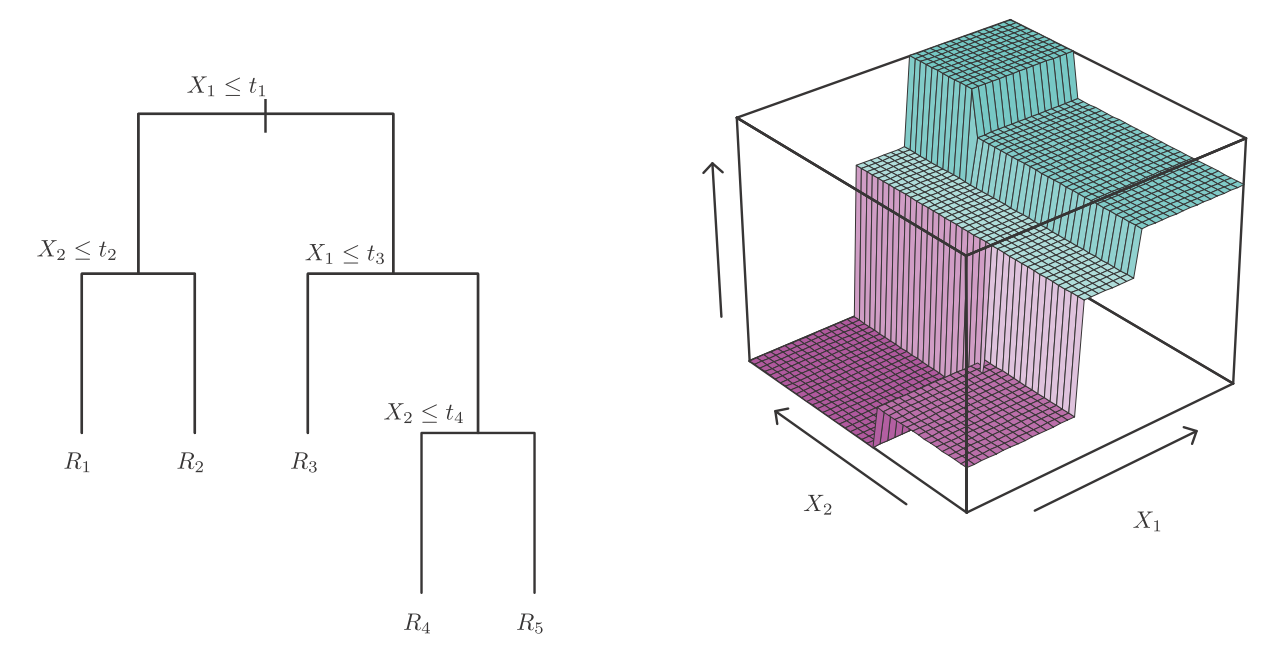 X₁ ≤ t₁
X₂ ≤ t₂
X₁ ≤ t₃
X₂ ≤ t₄
R₁
R₂
R₃
R₄
R₅
X₂
X₁